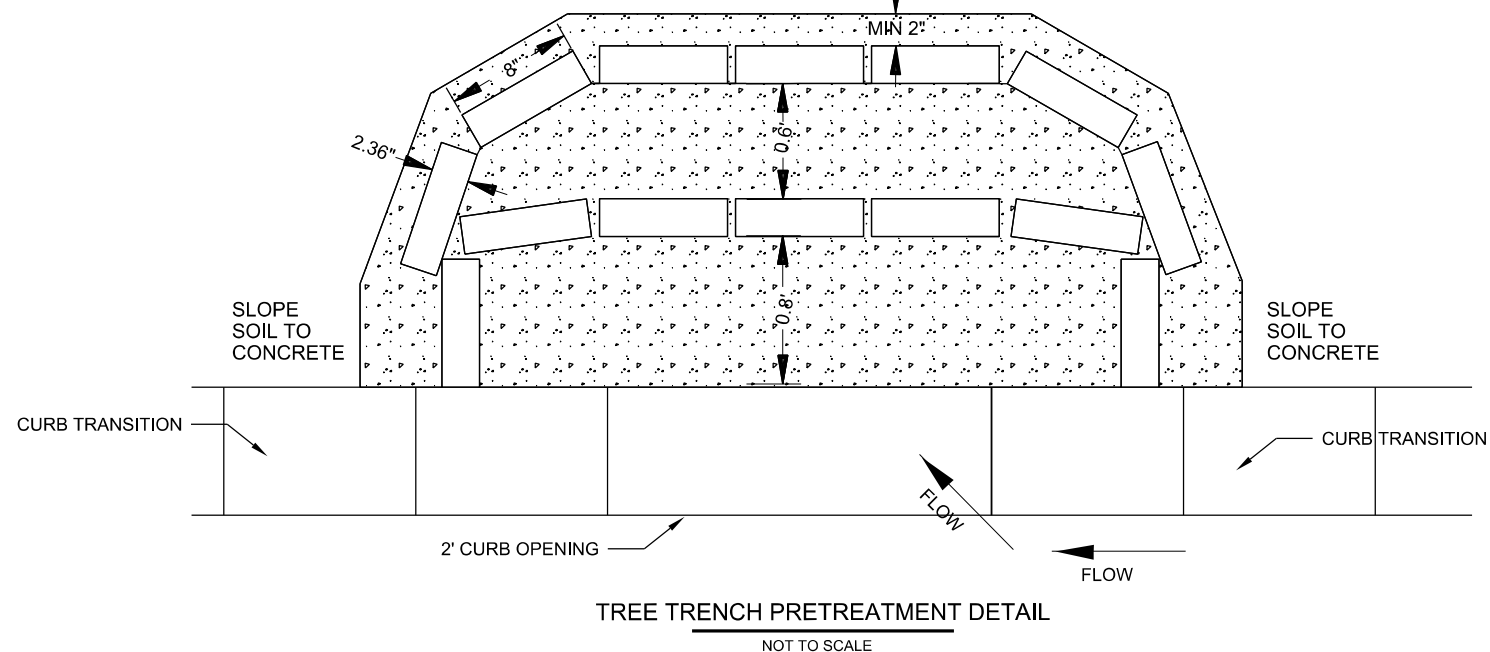 MIN 2"
8"
2.36"
0.6'
0.8'
SLOPE
SOIL TO
CONCRETE
SLOPE
SOIL TO
CONCRETE
CURB TRANSITION
CURB TRANSITION
FLOW
2' CURB OPENING
FLOW
TREE TRENCH PRETREATMENT DETAIL
NOT TO SCALE